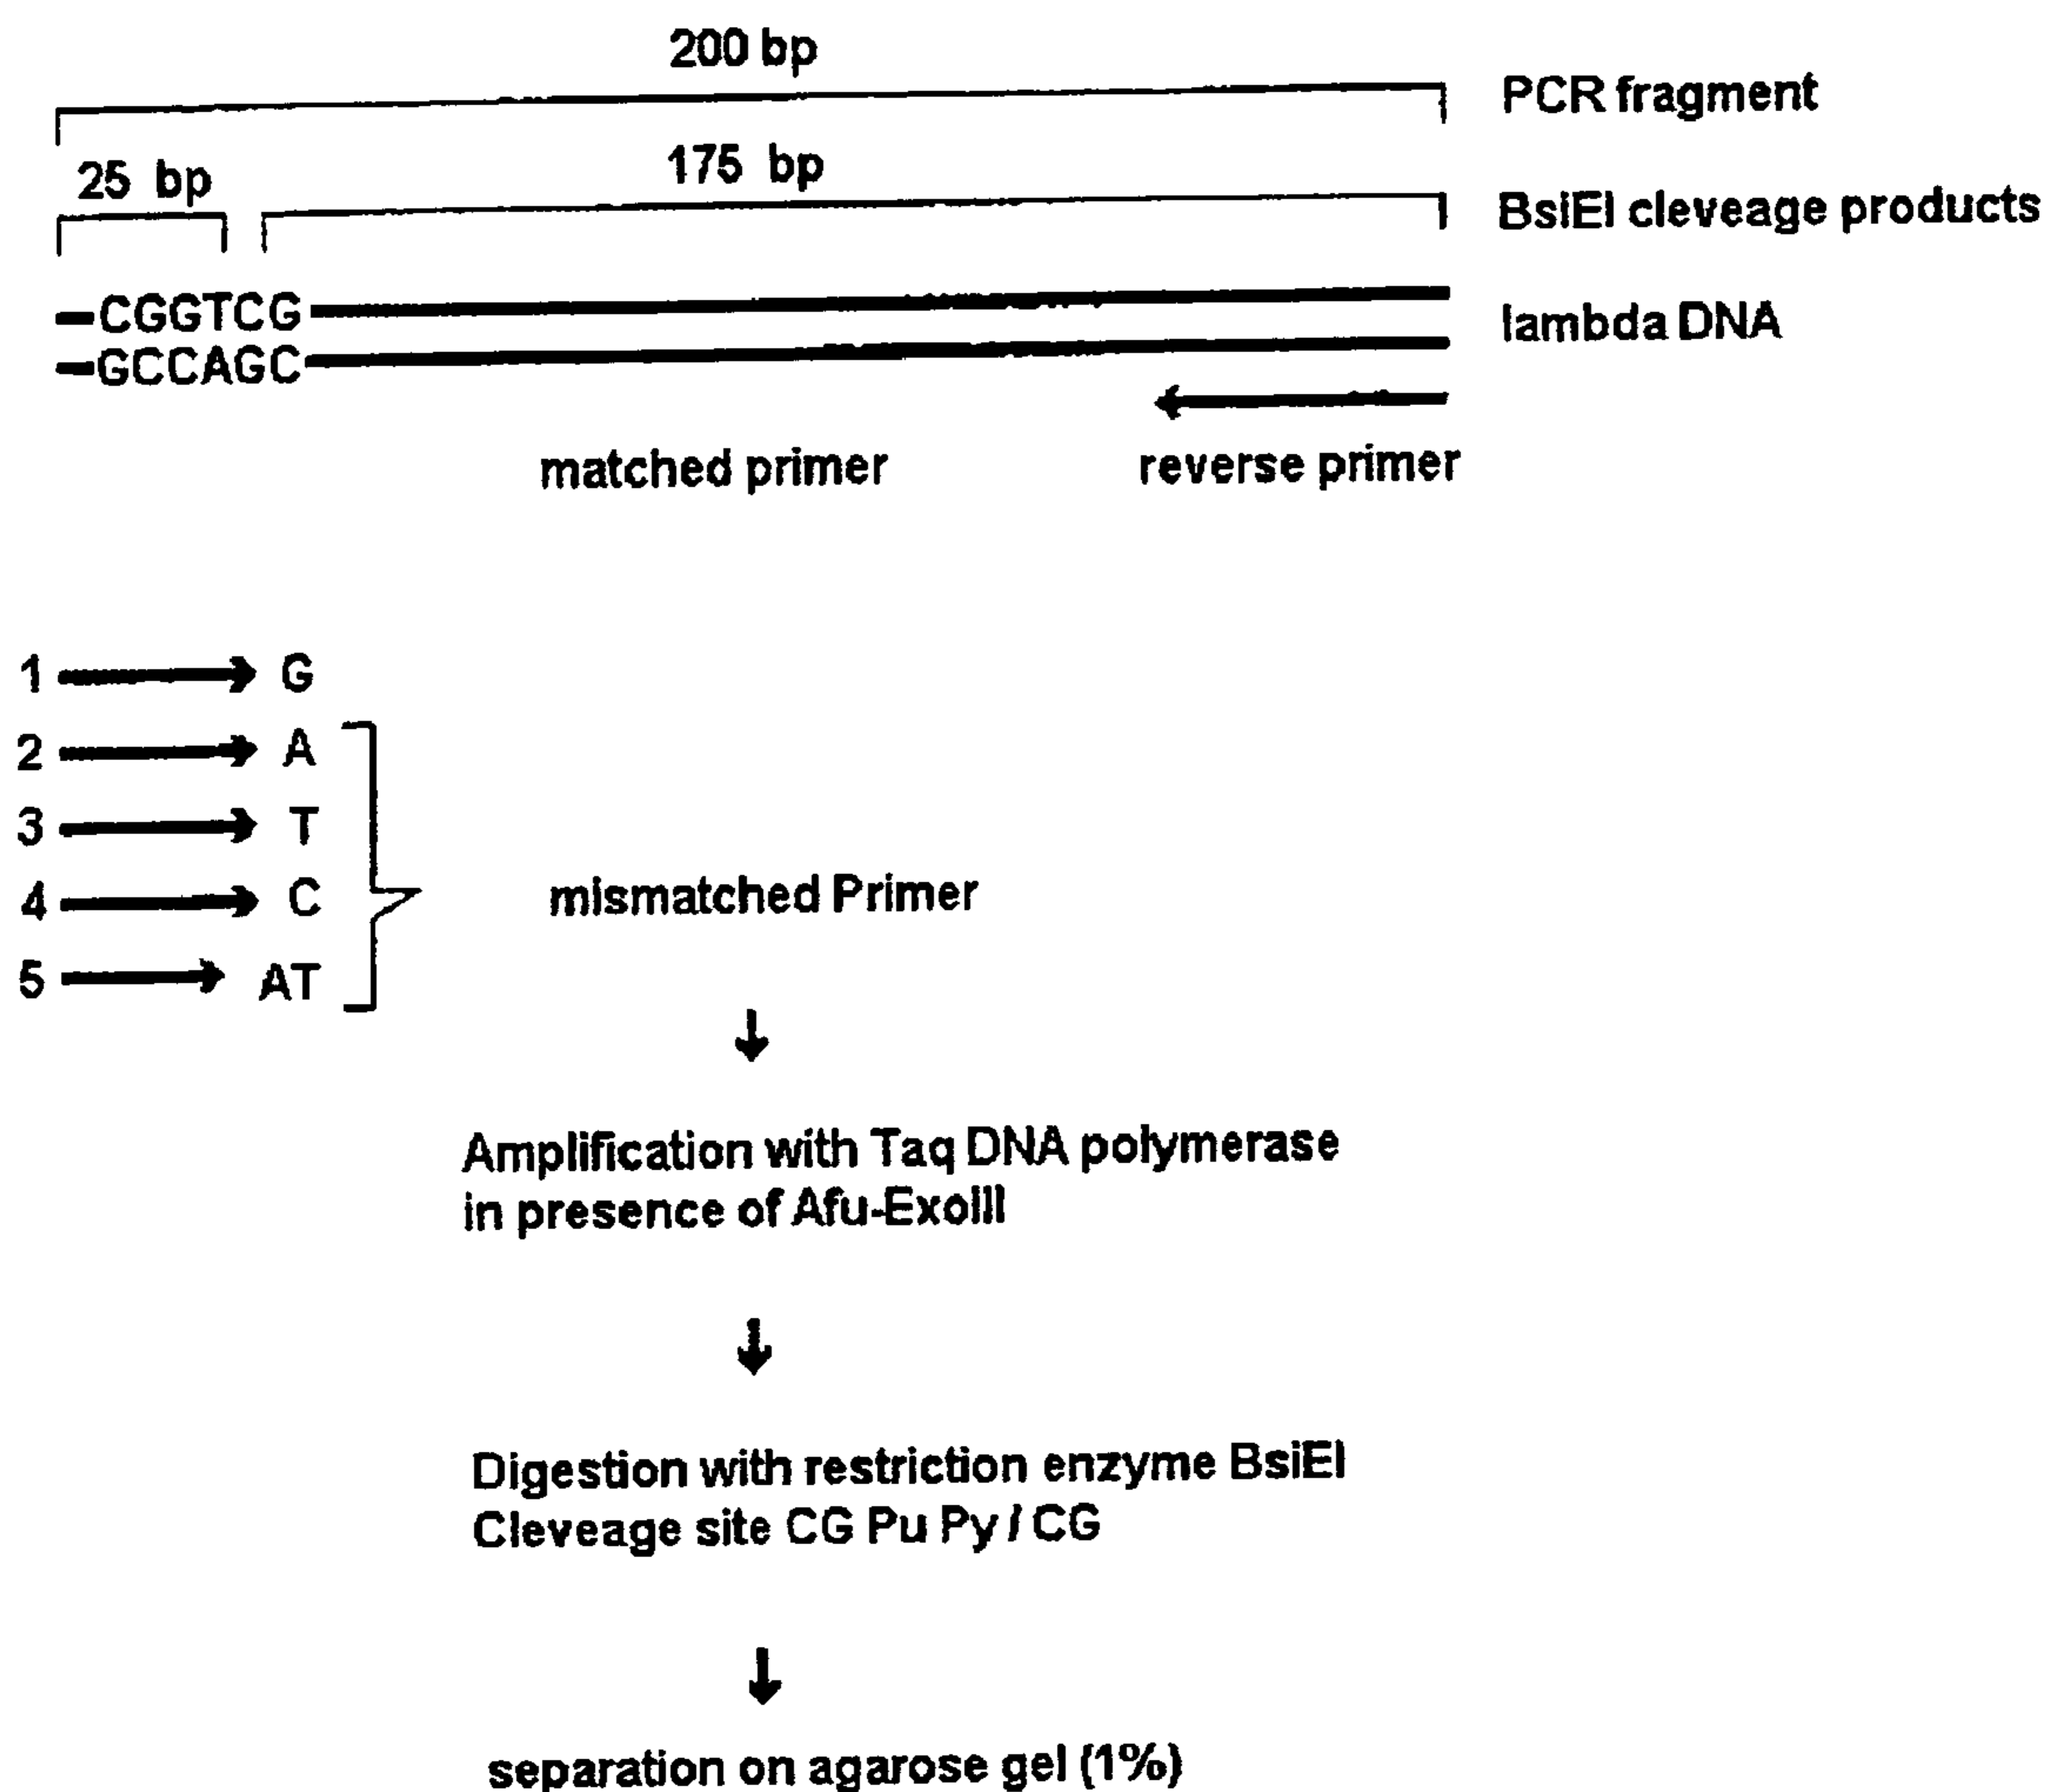 200 bp
PCR fragment
25 bp
175 bp
BsiEI cleveage products
CGGTCG
lambda DNA
GCCAGC
matched primer
reverse primer
1 G
2 A
3 T
4 C
mismatched Primer
5 AT
Amplification with Taq DNA polymerase
in presence of Afu-ExoIII
Digestion with restriction enzyme BsiEI
Cleveage site CG Pu Py / CG
separation on agarose gel (1%)